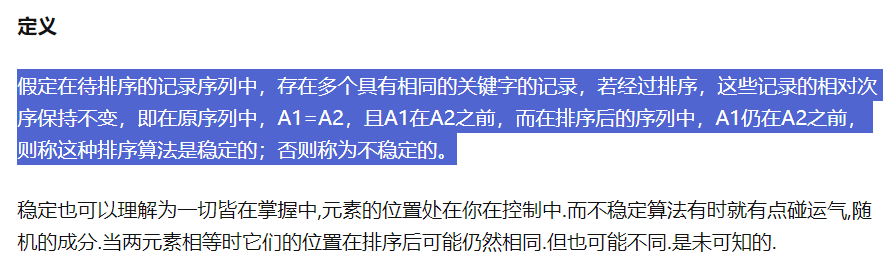 定义
假定在待排序的记录序列中，存在多个具有相同的关键字的记录，若经过排序，这些记录的相对次
序保持不变，即在原序列中，A1=A2，且A1在A2之前，而在排序后的序列中，A1仍在A2之前，
则称这种排序算法是稳定的；否则称为不稳定的。
稳定也可以理解为一切皆在掌握中,元素的位置处在你在控制中.而不稳定算法有时就有点碰运气,随
机的成分.当两元素相等时它们的位置在排序后可能仍然相同.但也可能不同.是未可知的.